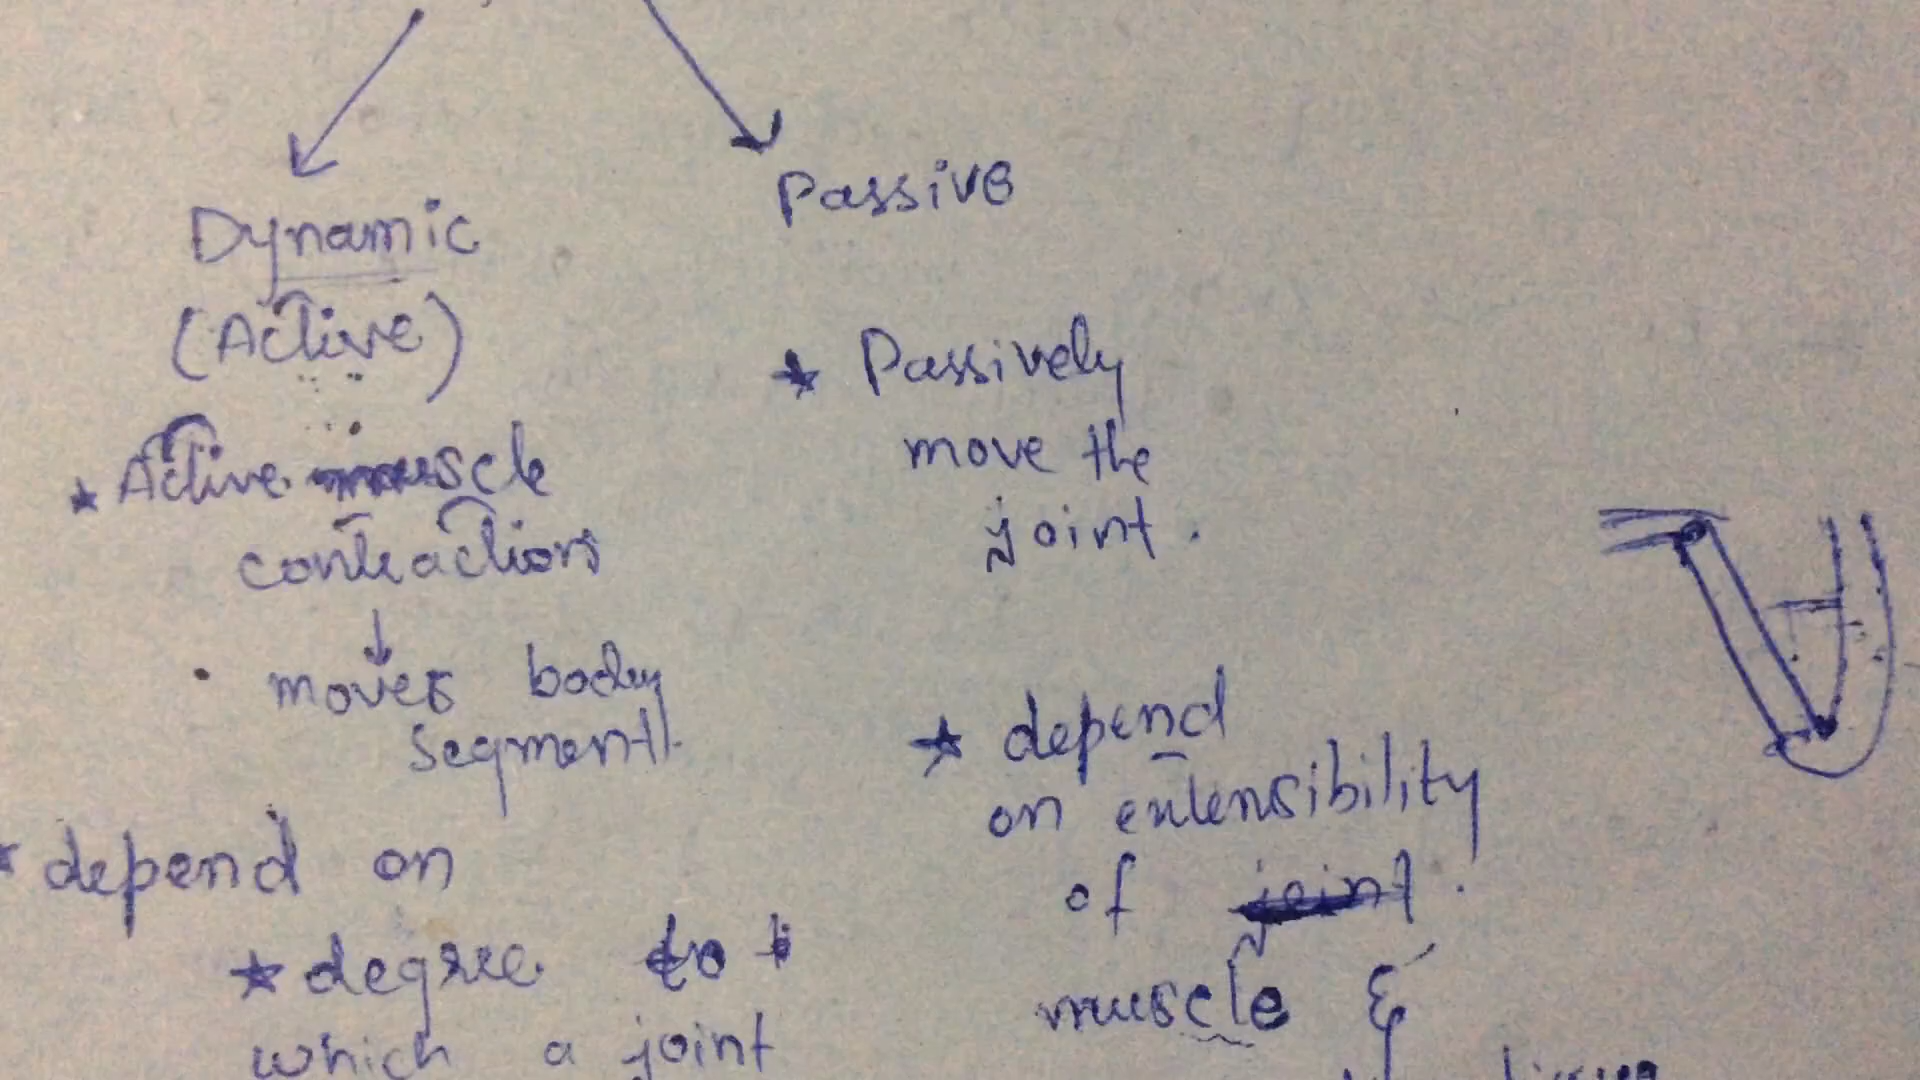 Dynamic
(Active)
★ Active muscle
contractions
moves body
segment.
★ depend on
★ degree to
which a joint
Passive
★ Passively
move the
joint.
★ depend
on extensibility
of joint.
muscle &